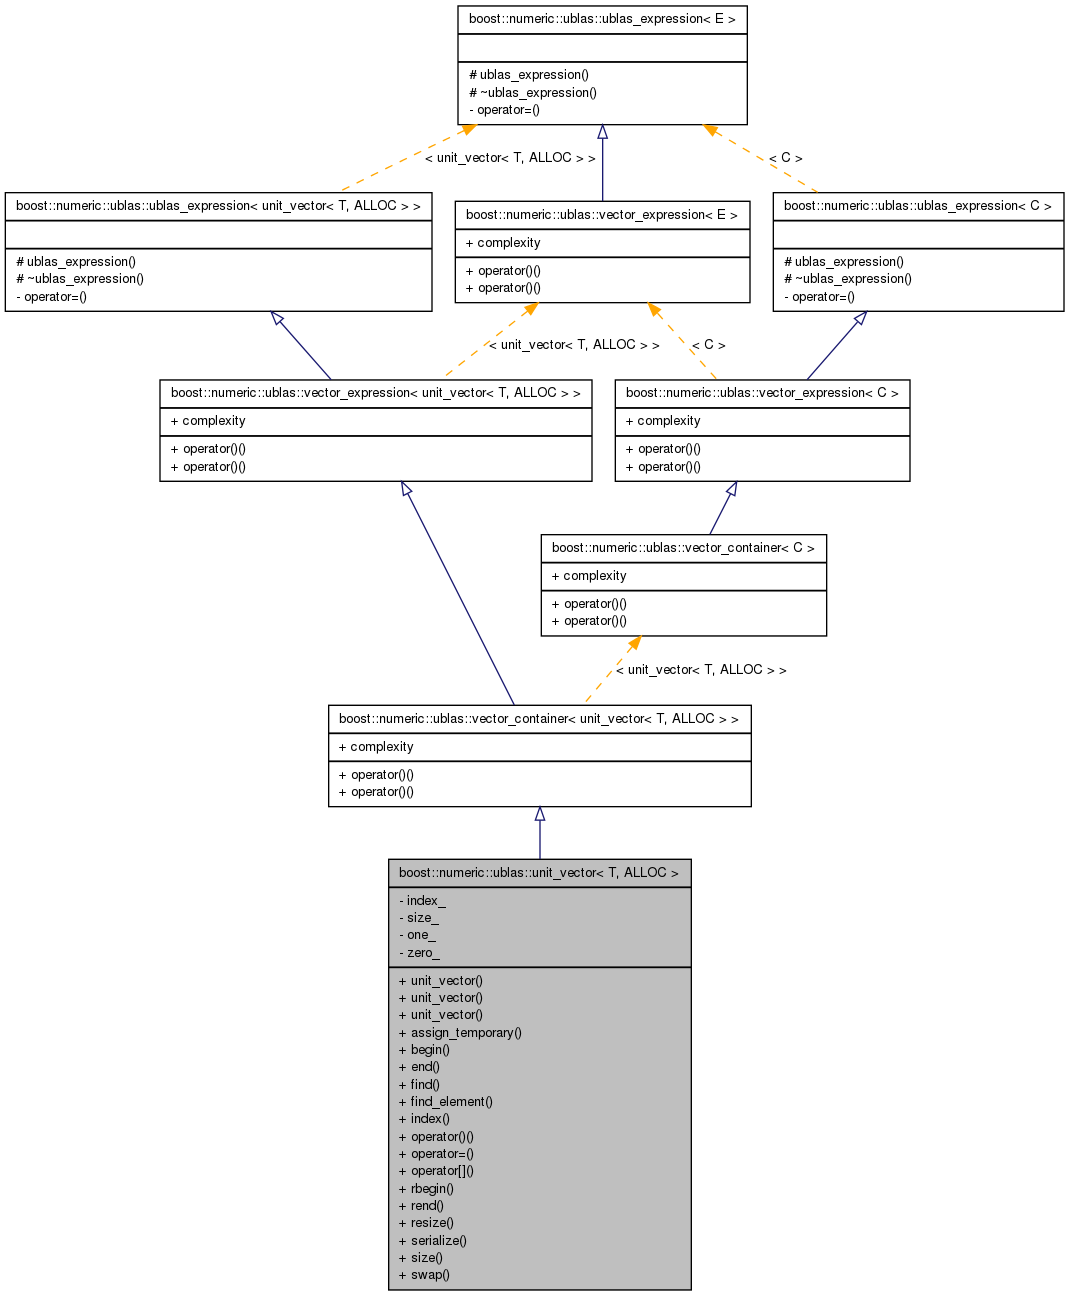 boost::numeric::ublas::ublas_expression< E >
# ublas_expression()
# ~ublas_expression()
- operator=()
< unit_vector< T, ALLOC > >
< C >
boost::numeric::ublas::ublas_expression< unit_vector< T, ALLOC > >
# ublas_expression()
# ~ublas_expression()
- operator=()
boost::numeric::ublas::vector_expression< E >
+ complexity
+ operator()()
+ operator()()
boost::numeric::ublas::ublas_expression< C >
# ublas_expression()
# ~ublas_expression()
- operator=()
< unit_vector< T, ALLOC > >
< C >
boost::numeric::ublas::vector_expression< unit_vector< T, ALLOC > >
+ complexity
+ operator()()
+ operator()()
boost::numeric::ublas::vector_expression< C >
+ complexity
+ operator()()
+ operator()()
boost::numeric::ublas::vector_container< C >
+ complexity
+ operator()()
+ operator()()
< unit_vector< T, ALLOC > >
boost::numeric::ublas::vector_container< unit_vector< T, ALLOC > >
+ complexity
+ operator()()
+ operator()()
boost::numeric::ublas::unit_vector< T, ALLOC >
- index_
- size_
- one_
- zero_
+ unit_vector()
+ unit_vector()
+ unit_vector()
+ assign_temporary()
+ begin()
+ end()
+ find()
+ find_element()
+ index()
+ operator()()
+ operator=()
+ operator[]()
+ rbegin()
+ rend()
+ resize()
+ serialize()
+ size()
+ swap()